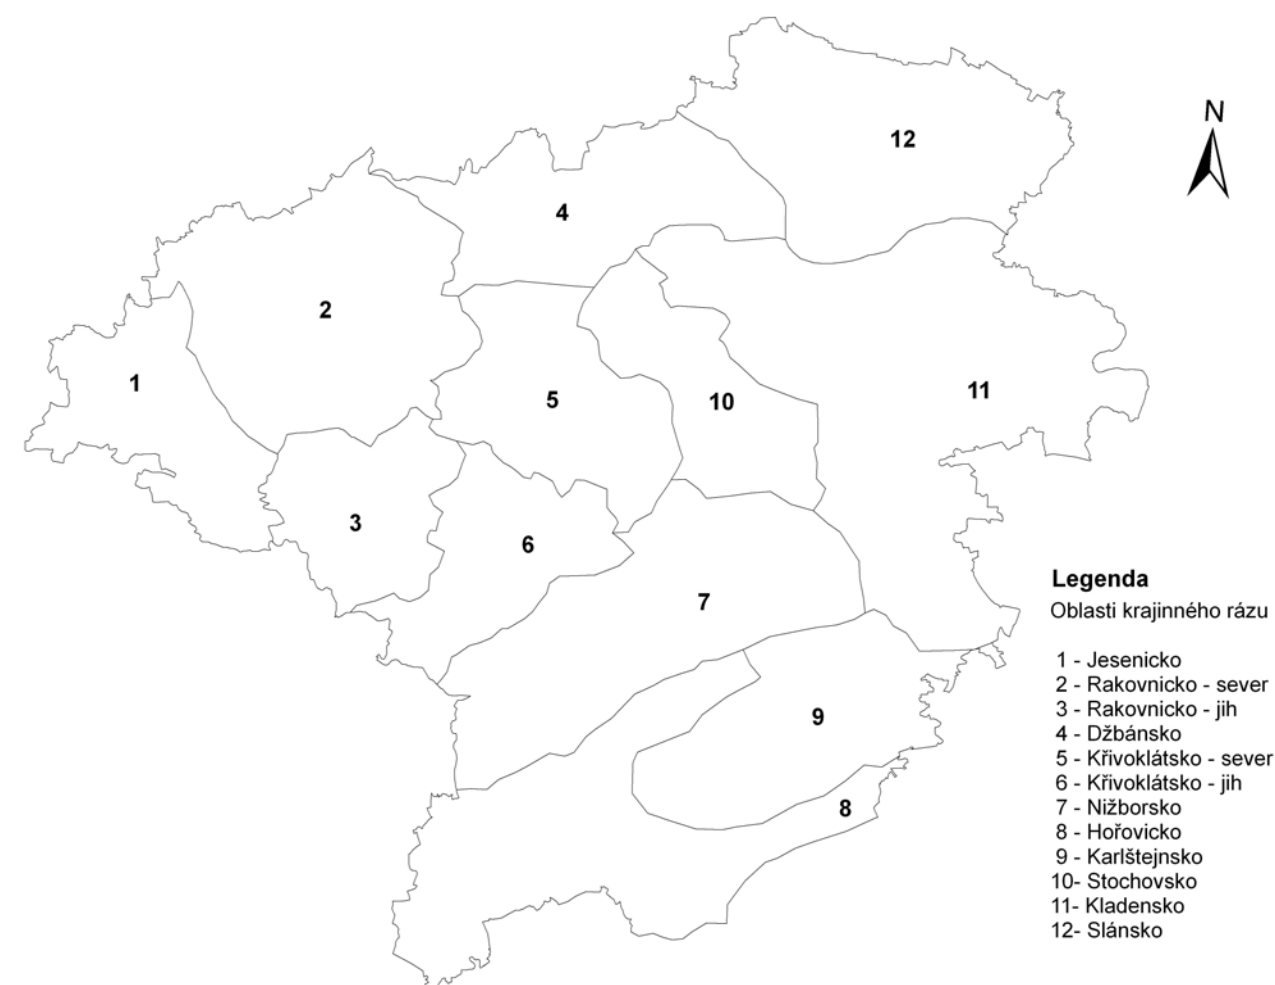 N
12
4
2
1
5
10
11
3
6
7
9
8
Legenda
Oblasti krajinného rázu
1 - Jesenicko
2 - Rakovnicko - sever
3 - Rakovnicko - jih
4 - Džbánsko
5 - Křivoklátsko - sever
6 - Křivoklátsko - jih
7 - Nižborsko
8 - Hořovicko
9 - Karlštejnsko
10- Stochovsko
11- Kladensko
12- Slánsko